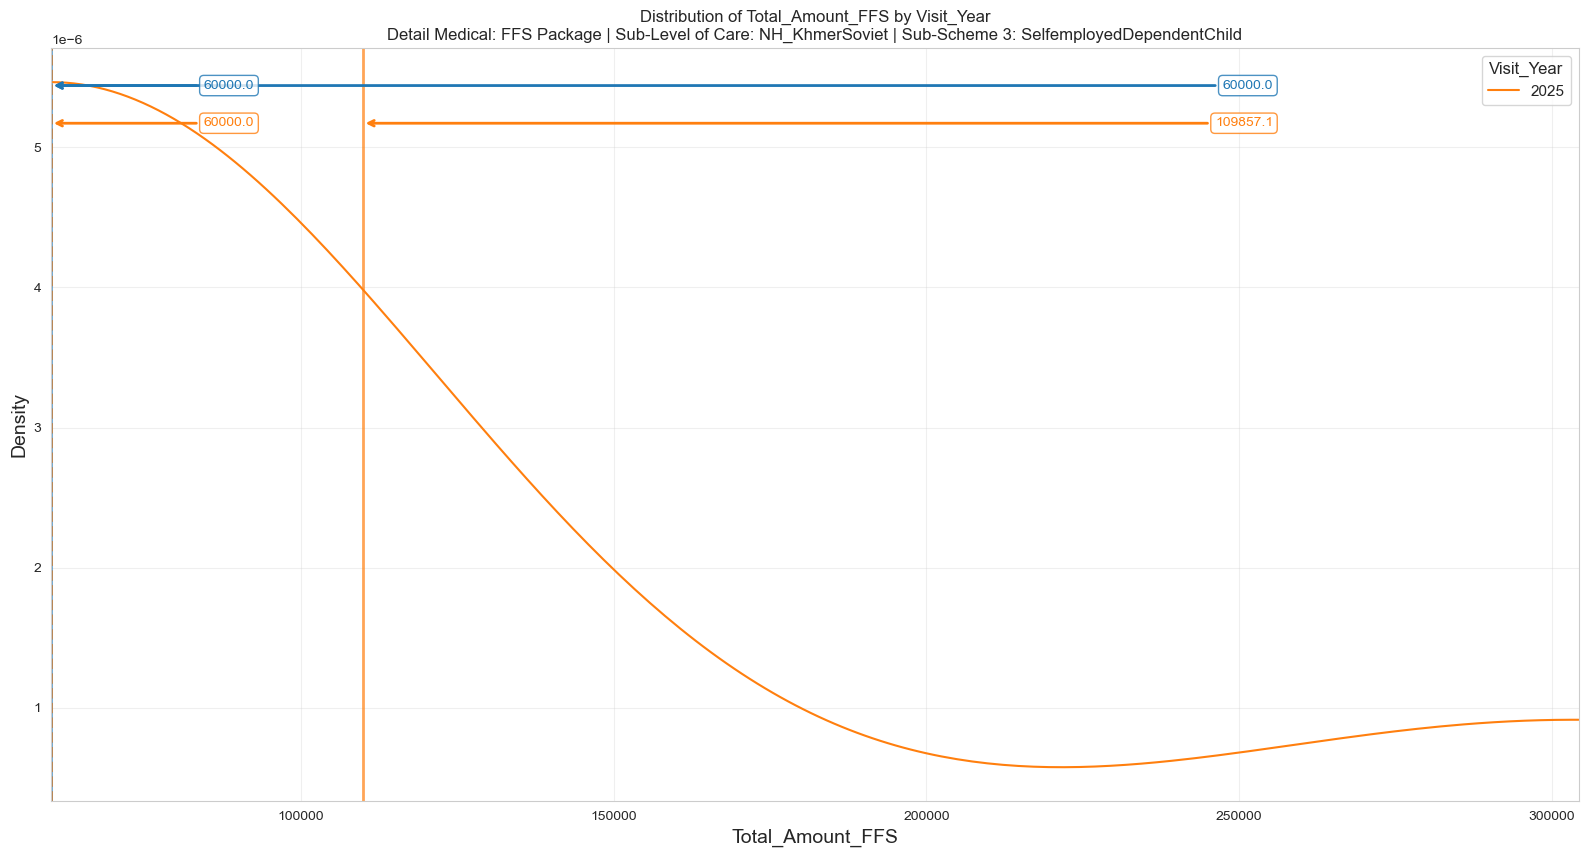 Distribution of Total_Amount_FFS by Visit_Year
Detail Medical: FFS Package | Sub-Level of Care: NH_KhmerSoviet | Sub-Scheme 3: SelfemployedDependentChild
1e−6
Visit_Year
2025
60000.0
60000.0
60000.0
109857.1
5
4
3
2
1
Density
100000
150000
200000
250000
300000
Total_Amount_FFS